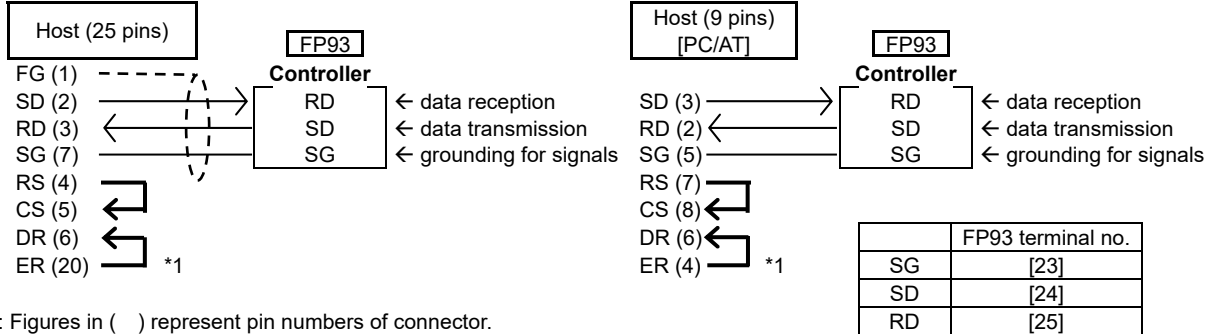 Host (25 pins)
FP93
Controller
FG (1)
SD (2)
RD (3)
SG (7)
RS (4)
CS (5)
DR (6)
ER (20)
*1
RD ← data reception
SD ← data transmission
SG ← grounding for signals
Host (9 pins)
[PC/AT]
FP93
Controller
SD (3)
RD (2)
SG (5)
RS (7)
CS (8)
DR (6)
ER (4)
*1
RD ← data reception
SD ← data transmission
SG ← grounding for signals
FP93 terminal no.
SG [23]
SD [24]
RD [25]
: Figures in ( ) represent pin numbers of connector.